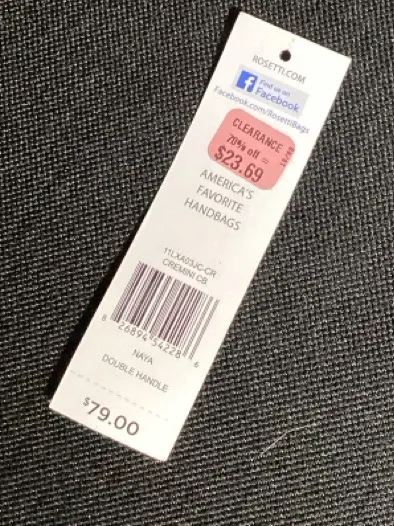 ROSETTI.COM
f Find us on
Facebook
Facebook.com/RosettiBags
CLEARANCE
70% off =
$23.69
AMERICA'S
FAVORITE
HANDBAGS
11LXA03JC-CR
CREMINI CB
8 26894 54228 6
NAYA
DOUBLE HANDLE
$79.00